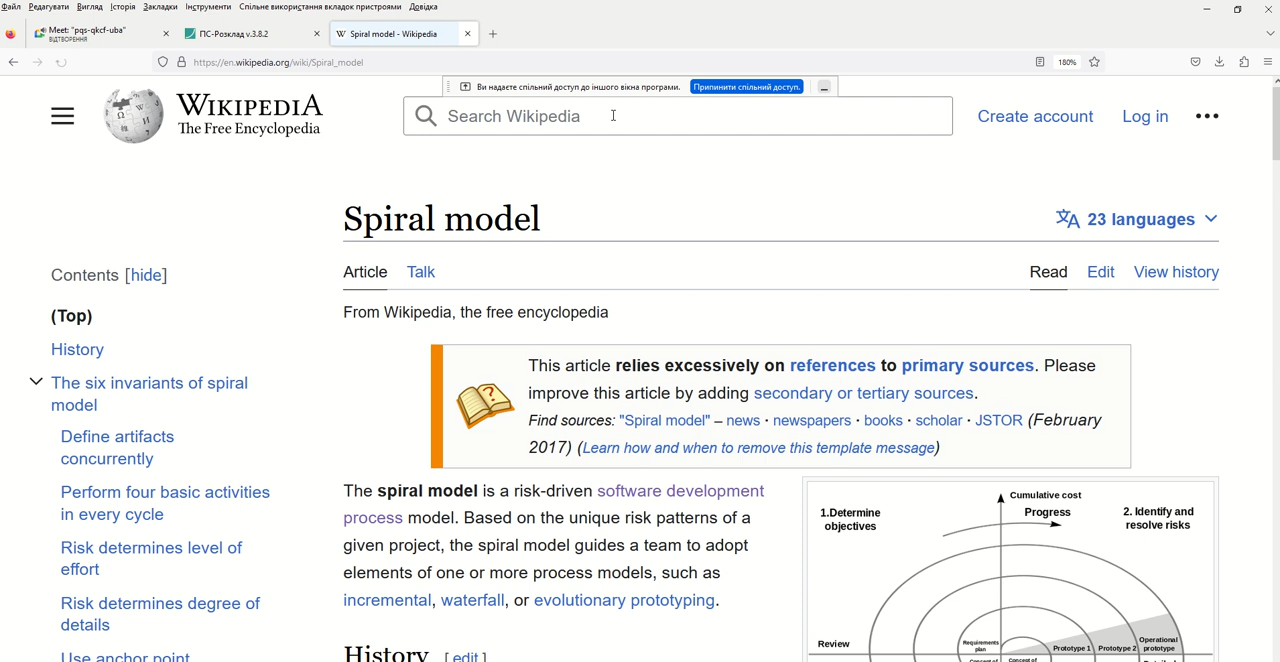 Файл Редагувати Вигляд Історія Закладки Інструменти Спільне використання вкладок пристроями Довідка
Meet: "pqs-qkcf-uba"
ВІДТВОРЕННЯ
ПС-Розклад v.3.8.2
W Spiral model - Wikipedia
https://en.wikipedia.org/wiki/Spiral_model
180%
Ви надаєте спільний доступ до іншого вікна програми. Припинити спільний доступ.
WIKIPEDIA
The Free Encyclopedia
Search Wikipedia
Create account Log in
Spiral model
23 languages
Contents [hide]
(Top)
History
The six invariants of spiral
model
Define artifacts
concurrently
Perform four basic activities
in every cycle
Risk determines level of
effort
Risk determines degree of
details
Use anchor point
Article Talk Read Edit View history
From Wikipedia, the free encyclopedia
This article relies excessively on references to primary sources. Please
improve this article by adding secondary or tertiary sources.
Find sources: "Spiral model" – news · newspapers · books · scholar · JSTOR (February
2017) (Learn how and when to remove this template message)
The spiral model is a risk-driven software development
process model. Based on the unique risk patterns of a
given project, the spiral model guides a team to adopt
elements of one or more process models, such as
incremental, waterfall, or evolutionary prototyping.
History [ edit ]
Cumulative cost
Progress
1.Determine
objectives
2. Identify and
resolve risks
Review
Requirements
plan
Prototype 1
Prototype 2
Operational
prototype
Concept of
Concept of
Detailed